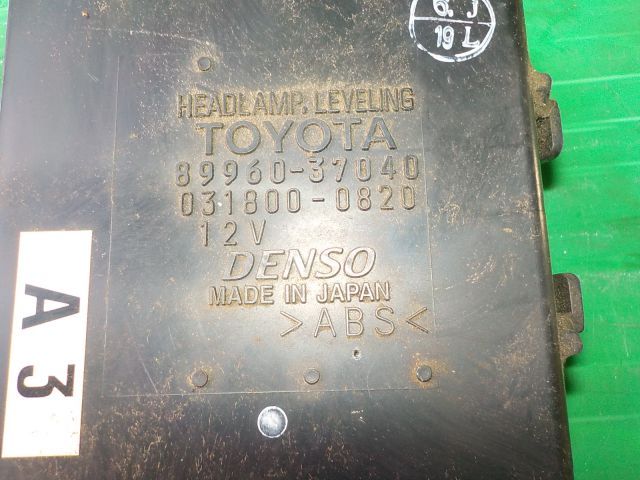 6. J
19 L
HEADLAMP. LEVELING
TOYOTA
89960-37040
031800-0820
12V
DENSO
MADE IN JAPAN
>ABS<
A 3